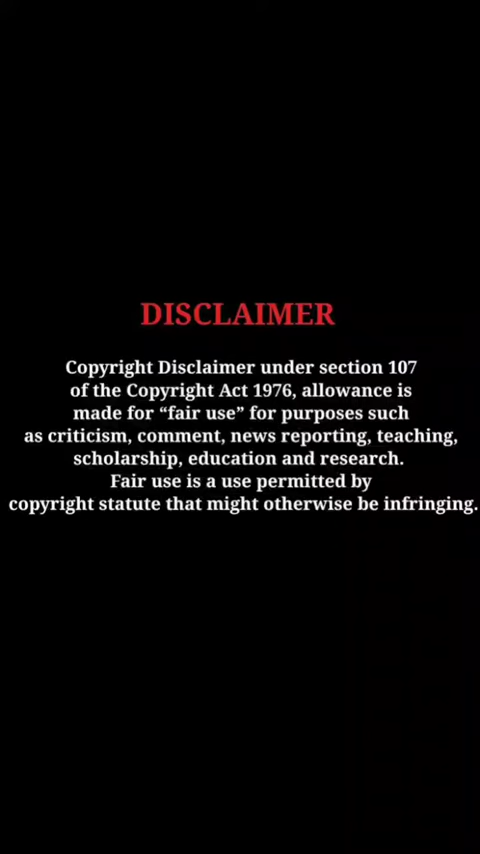 DISCLAIMER
Copyright Disclaimer under section 107
of the Copyright Act 1976, allowance is
made for “fair use” for purposes such
as criticism, comment, news reporting, teaching,
scholarship, education and research.
Fair use is a use permitted by
copyright statute that might otherwise be infringing.